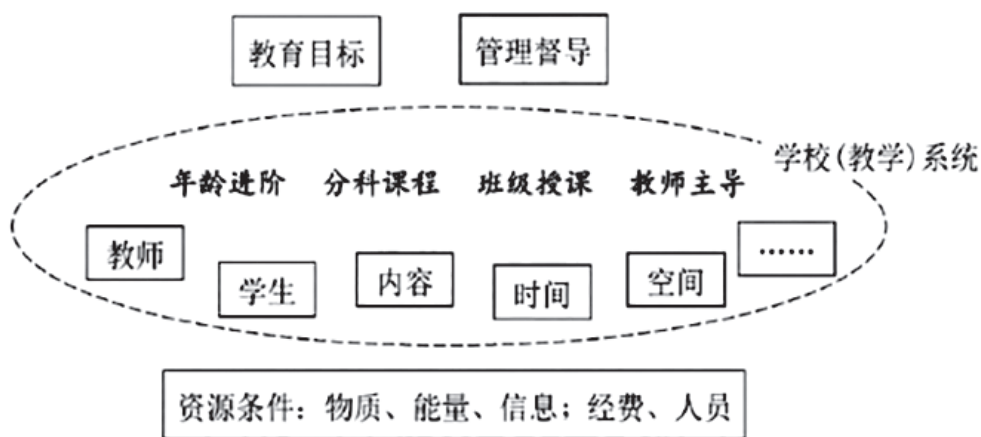 教育目标 管理督导
学校(教学)系统
年龄进阶 分科课程 班级授课 教师主导
教师 学生 内容 时间 空间 ……
资源条件：物质、能量、信息；经费、人员